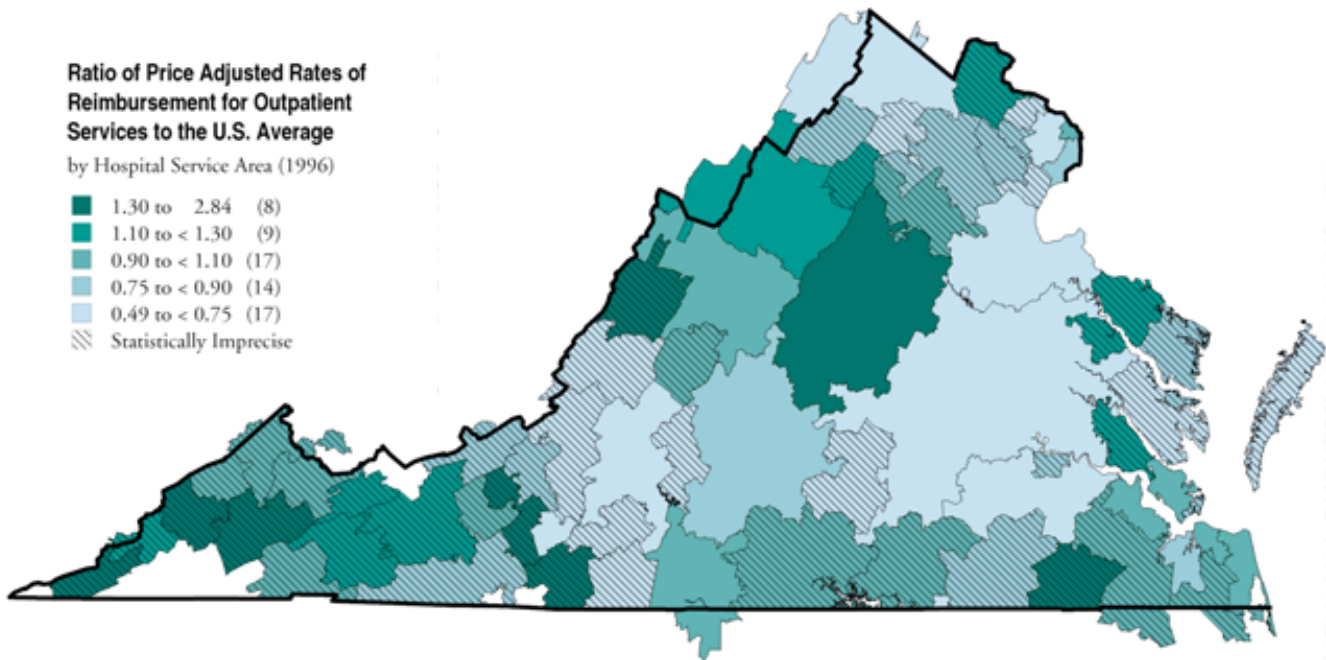 Ratio of Price Adjusted Rates of
Reimbursement for Outpatient
Services to the U.S. Average
by Hospital Service Area (1996)
1.30 to 2.84 (8)
1.10 to < 1.30 (9)
0.90 to < 1.10 (17)
0.75 to < 0.90 (14)
0.49 to < 0.75 (17)
Statistically Imprecise